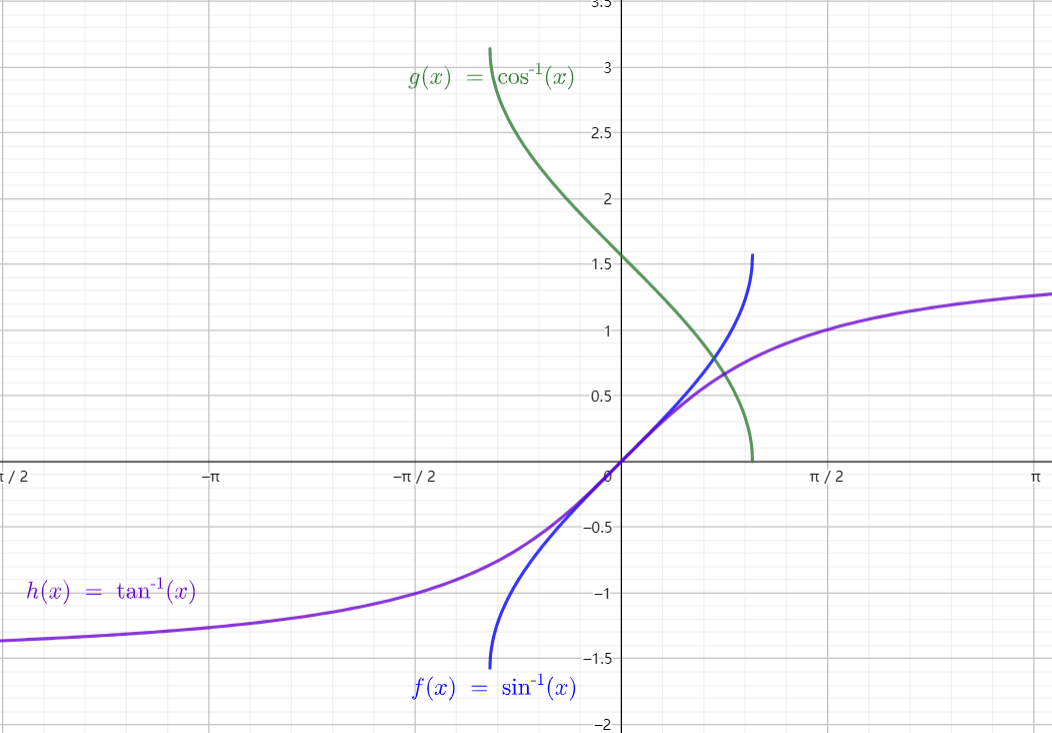 3.5
g(x) = cos⁻¹(x)
3
2.5
2
1.5
1
0.5
π / 2
−π
−π / 2
0
π / 2
π
−0.5
h(x) = tan⁻¹(x)
−1
−1.5
f(x) = sin⁻¹(x)
−2